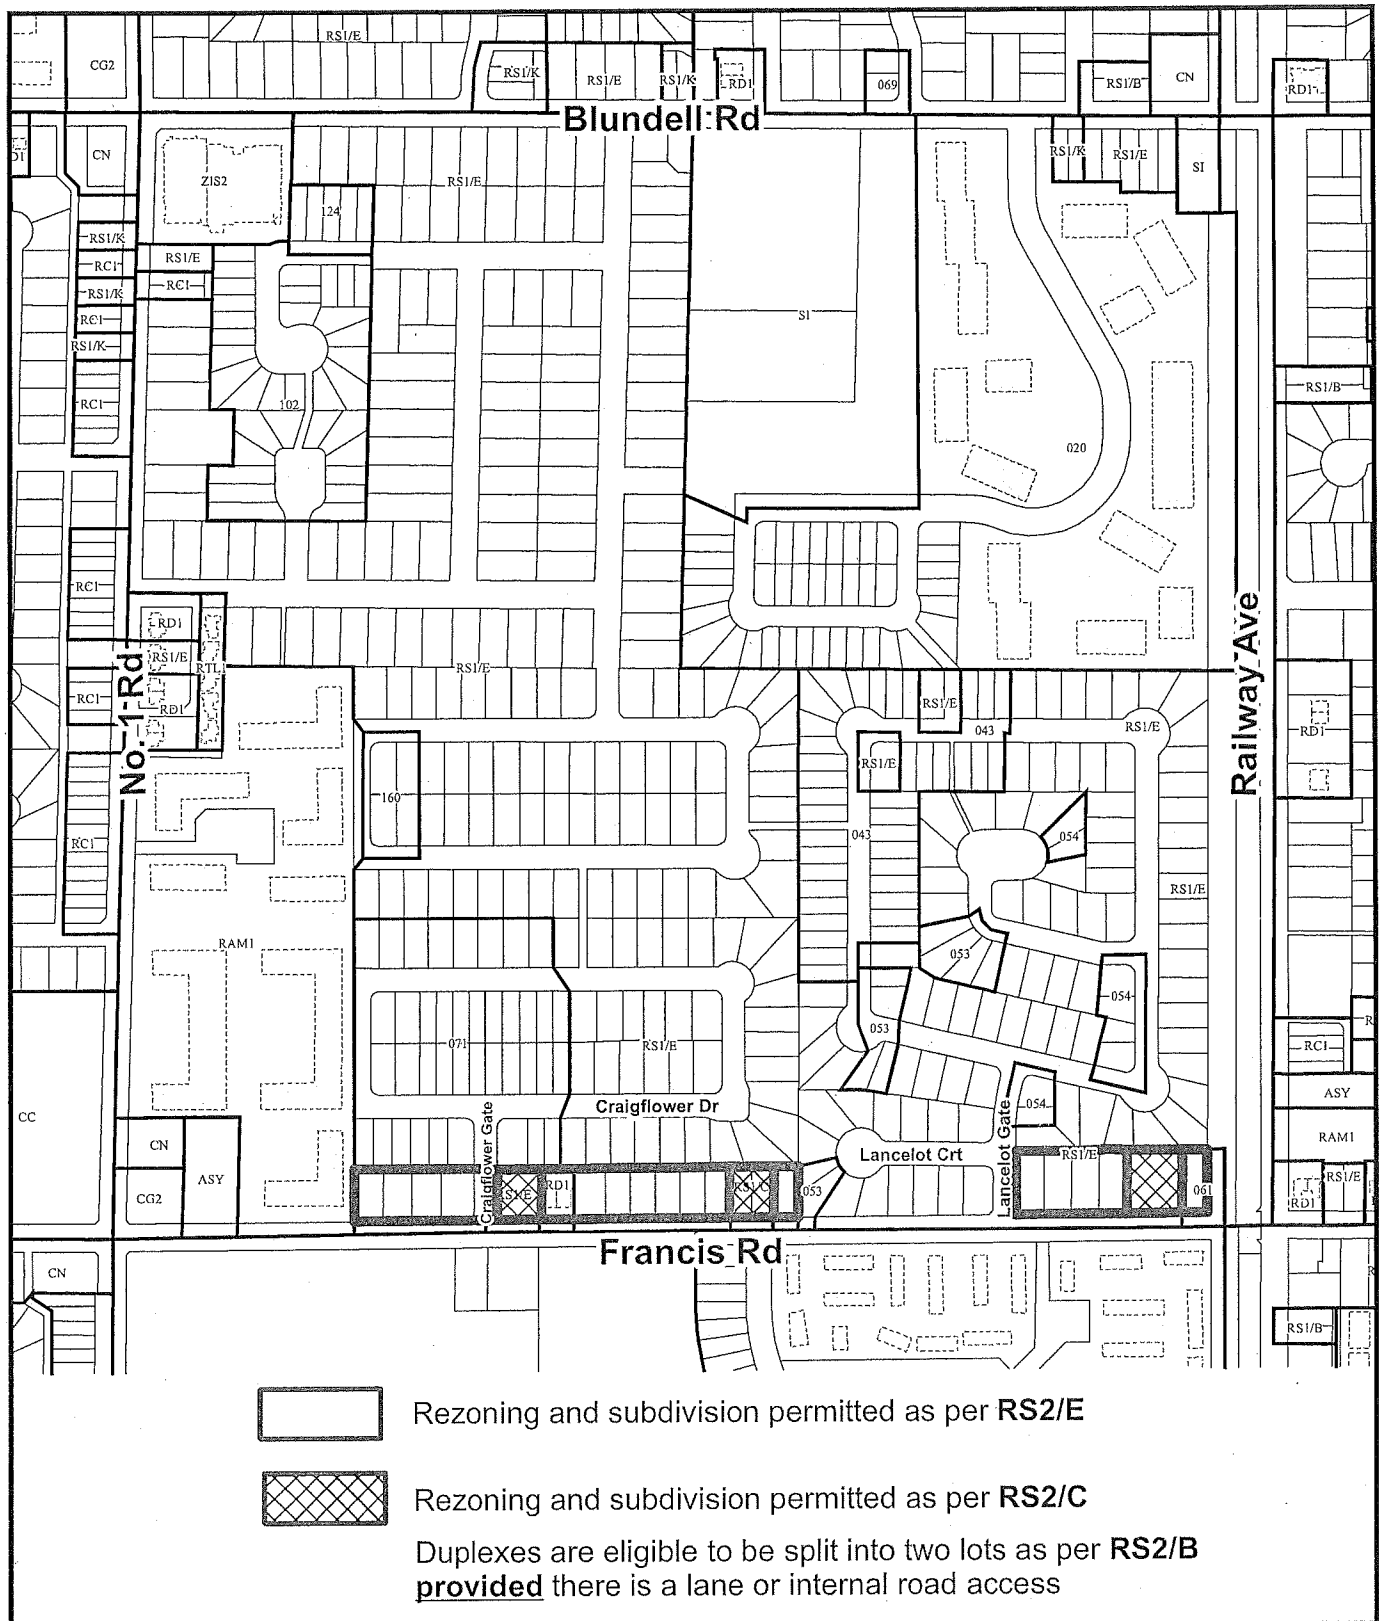 RS1/E
CG2
RS1/K
RS1/E
RS1/K
RD1
069
RS1/B
CN
RD1
Blundell Rd
D1
CN
ZIS2
RS1/E
RS1/K
RS1/E
SI
124
RS1/K
RS1/E
RC1
RC1
RS1/K
RC1
SI
RS1/K
RS1/B
RC1
102
020
RC1
RD1
RS1/E
RTL1
RS1/E
RC1
RD1
No. 1 Rd
Railway Ave
RS1/E
043
RS1/E
RD1
RS1/E
160
043
054
RC1
RS1/E
RAM1
053
054
R
053
071
RS1/E
RC1
ASY
CC
Craigflower Dr
054
Craigflower Gate
Lancelot Gate
CN
Lancelot Crt
RS1/E
RAM1
ASY
CG2
S1/E
RD1
RS1/C
053
061
RD1
RS1/E
Francis Rd
CN
RS1/B
Rezoning and subdivision permitted as per RS2/E
Rezoning and subdivision permitted as per RS2/C
Duplexes are eligible to be split into two lots as per RS2/B
provided there is a lane or internal road access